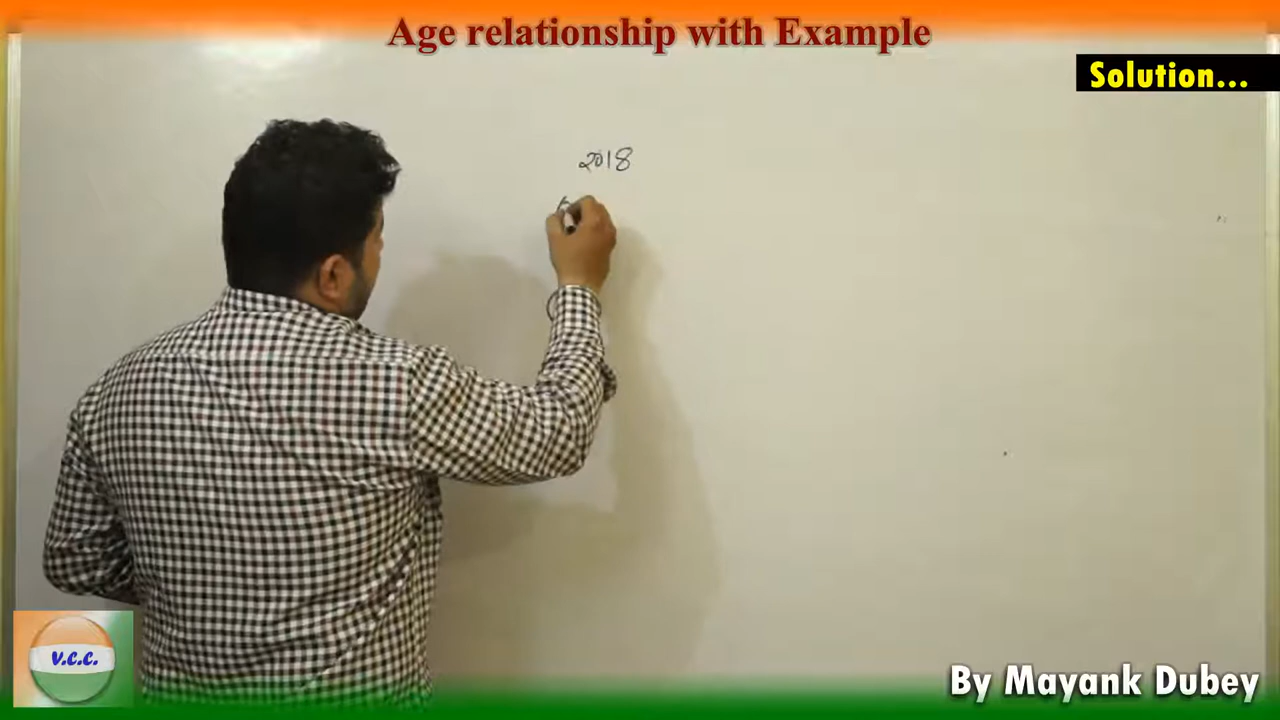 Age relationship with Example
Solution...
2018
V.C.C.
By Mayank Dubey